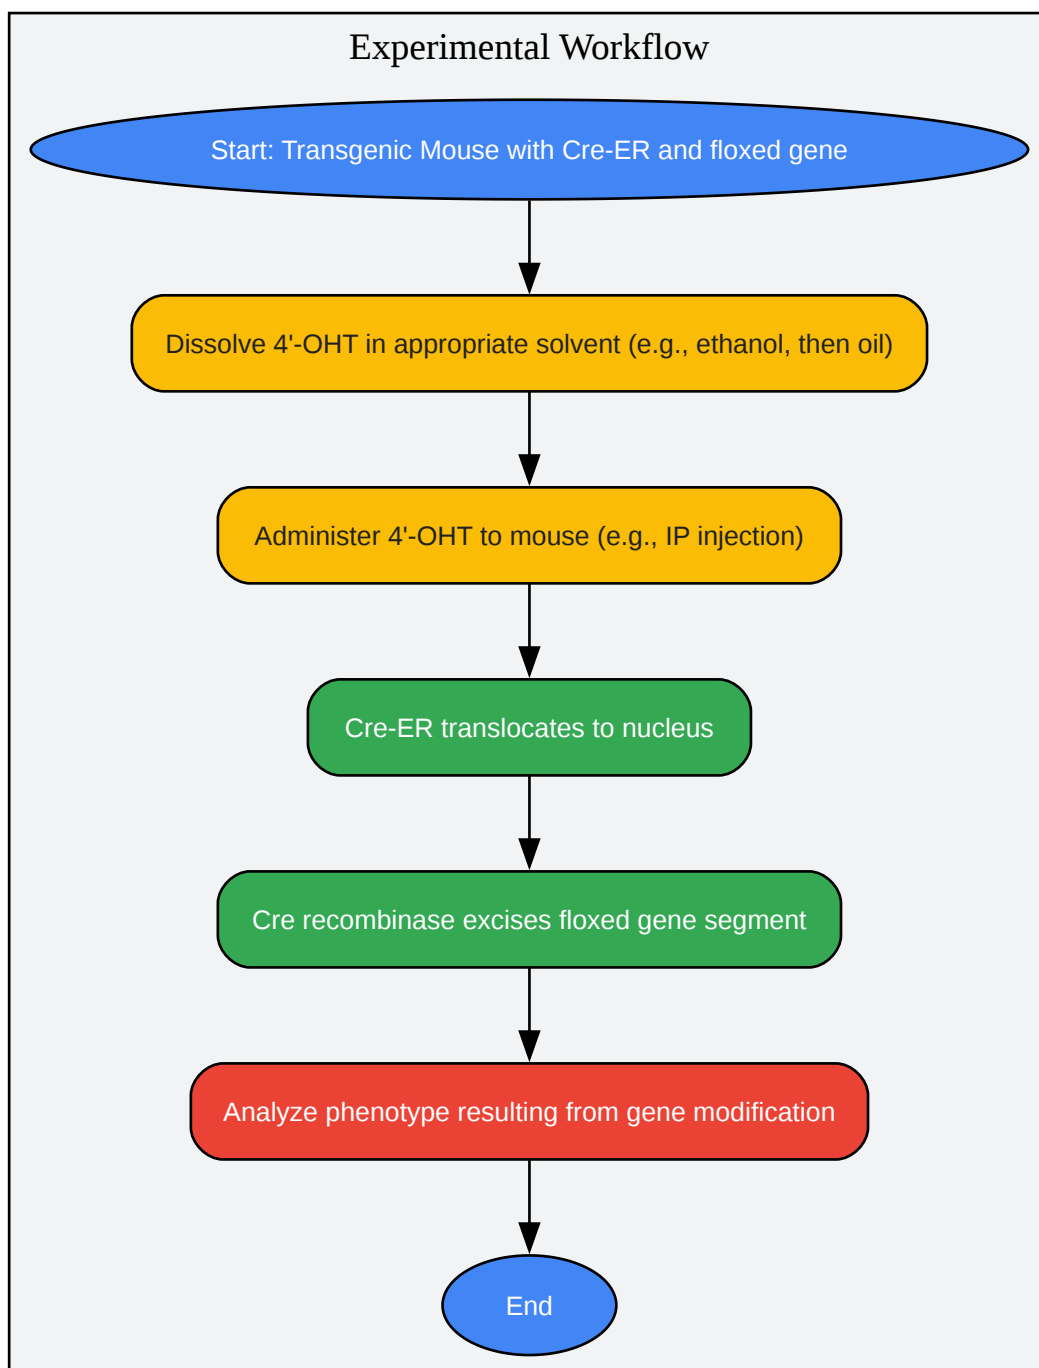 Experimental Workflow
Start: Transgenic Mouse with Cre-ER and floxed gene
Dissolve 4'-OHT in appropriate solvent (e.g., ethanol, then oil)
Administer 4'-OHT to mouse (e.g., IP injection)
Cre-ER translocates to nucleus
Cre recombinase excises floxed gene segment
Analyze phenotype resulting from gene modification
End